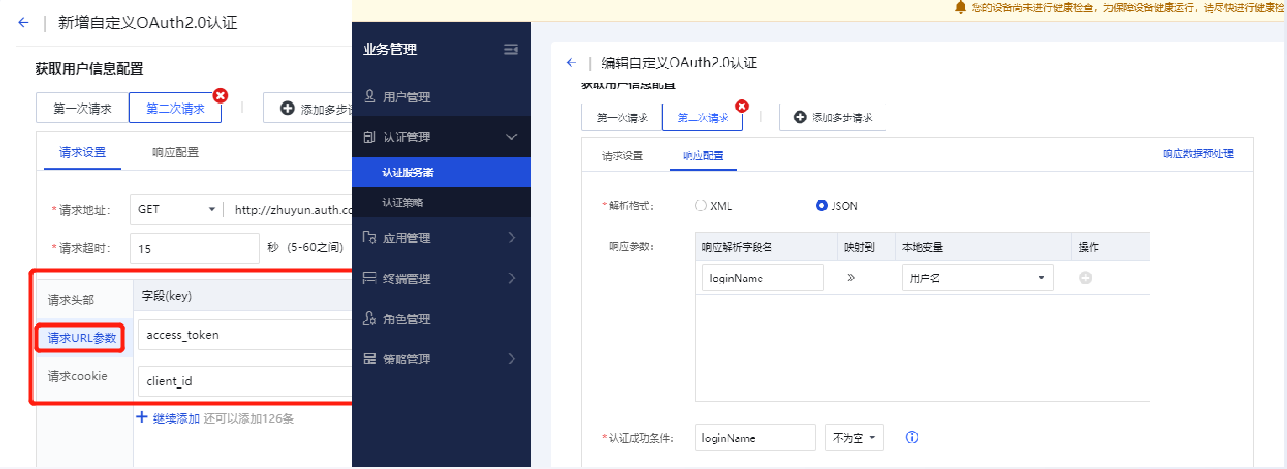 新增自定义OAuth2.0认证
获取用户信息配置
第一次请求
第二次请求
添加多步
请求设置
响应配置
*请求地址:
GET
http://zhuyun.auth.co
*请求超时:
15
秒 (5-60之间)
请求头部
字段(key)
请求URL参数
access_token
请求cookie
client_id
继续添加 还可以添加126条
业务管理
用户管理
认证管理
认证服务器
认证策略
应用管理
终端管理
角色管理
策略管理
您的设备尚未进行健康检查，为保障设备健康运行，请尽快进行健康检
编辑自定义OAuth2.0认证
获取用户信息配置
第一次请求
第二次请求
添加多步请求
请求设置
响应配置
响应数据预处理
*解析格式:
XML
JSON
响应参数:
响应解析字段名
映射到
本地变量
操作
loginName
用户名
*认证成功条件:
loginName
不为空